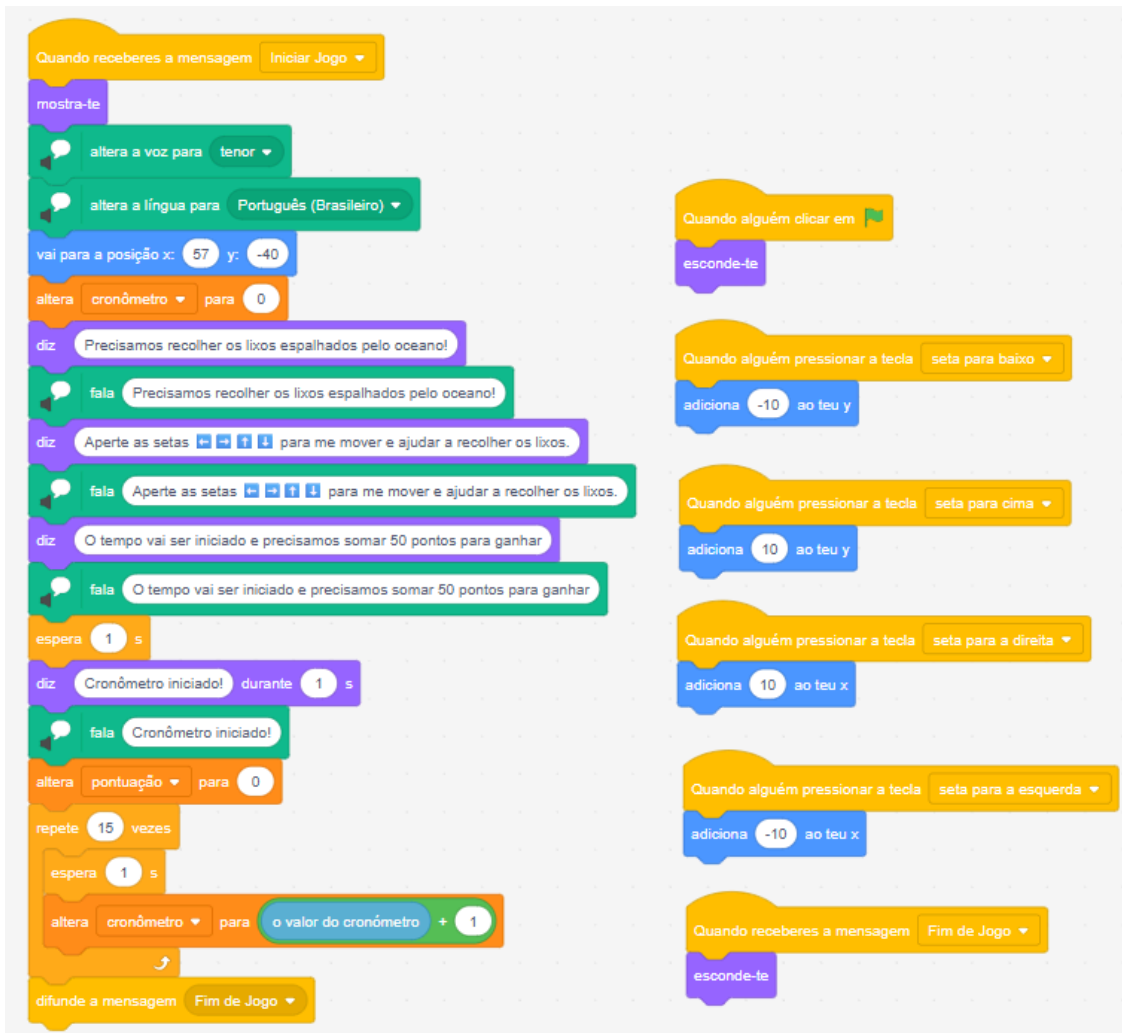 Quando receberes a mensagem Iniciar Jogo
mostra-te
altera a voz para tenor
altera a língua para Português (Brasileiro)
vai para a posição x: 57 y: -40
altera cronômetro para 0
diz Precisamos recolher os lixos espalhados pelo oceano!
fala Precisamos recolher os lixos espalhados pelo oceano!
diz Aperte as setas ⬅️ ➡️ ⬆️ ⬇️ para me mover e ajudar a recolher os lixos.
fala Aperte as setas ⬅️ ➡️ ⬆️ ⬇️ para me mover e ajudar a recolher os lixos.
diz O tempo vai ser iniciado e precisamos somar 50 pontos para ganhar
fala O tempo vai ser iniciado e precisamos somar 50 pontos para ganhar
espera 1 s
diz Cronômetro iniciado! durante 1 s
fala Cronômetro iniciado!
altera pontuação para 0
repete 15 vezes
espera 1 s
altera cronômetro para o valor do cronómetro + 1
difunde a mensagem Fim de Jogo
Quando alguém clicar em
esconde-te
Quando alguém pressionar a tecla seta para baixo
adiciona -10 ao teu y
Quando alguém pressionar a tecla seta para cima
adiciona 10 ao teu y
Quando alguém pressionar a tecla seta para a direita
adiciona 10 ao teu x
Quando alguém pressionar a tecla seta para a esquerda
adiciona -10 ao teu x
Quando receberes a mensagem Fim de Jogo
esconde-te